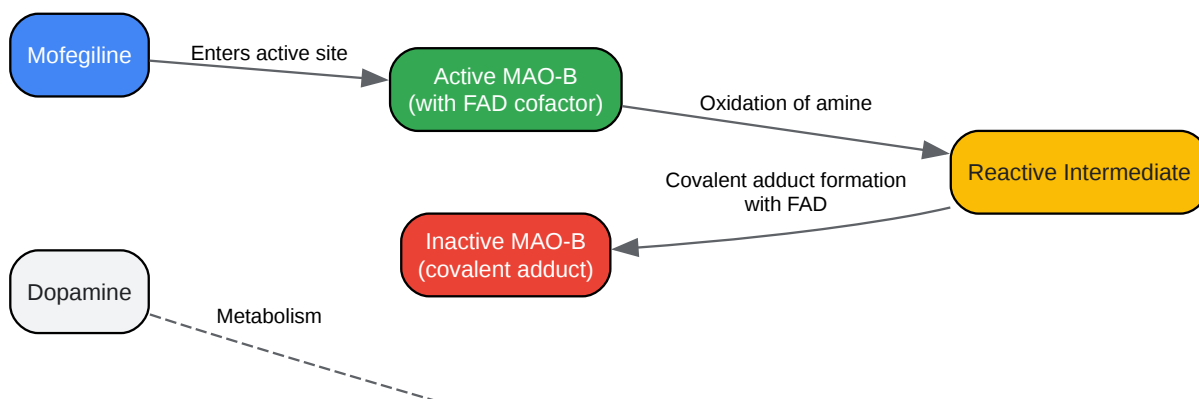 Mofegiline
Enters active site
Active MAO-B
(with FAD cofactor)
Oxidation of amine
Reactive Intermediate
Covalent adduct formation
with FAD
Inactive MAO-B
(covalent adduct)
Dopamine
Metabolism